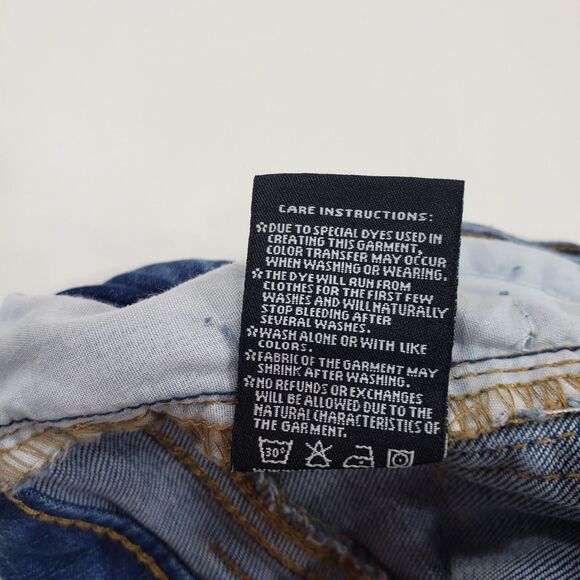 CARE INSTRUCTIONS:
☆DUE TO SPECIAL DYES USED IN
CREATING THIS GARMENT,
COLOR TRANSFER MAY OCCUR
WHEN WASHING OR WEARING.
☆THE DYE WILL RUN FROM
CLOTHES FOR THE FIRST FEW
WASHES AND WILL NATURALLY
STOP BLEEDING AFTER
SEVERAL WASHES.
☆WASH ALONE OR WITH LIKE
COLORS.
☆FABRIC OF THE GARMENT MAY
SHRINK AFTER WASHING.
☆NO REFUNDS OR EXCHANGES
WILL BE ALLOWED DUE TO THE
NATURAL CHARACTERISTICS OF
THE GARMENT.
30°